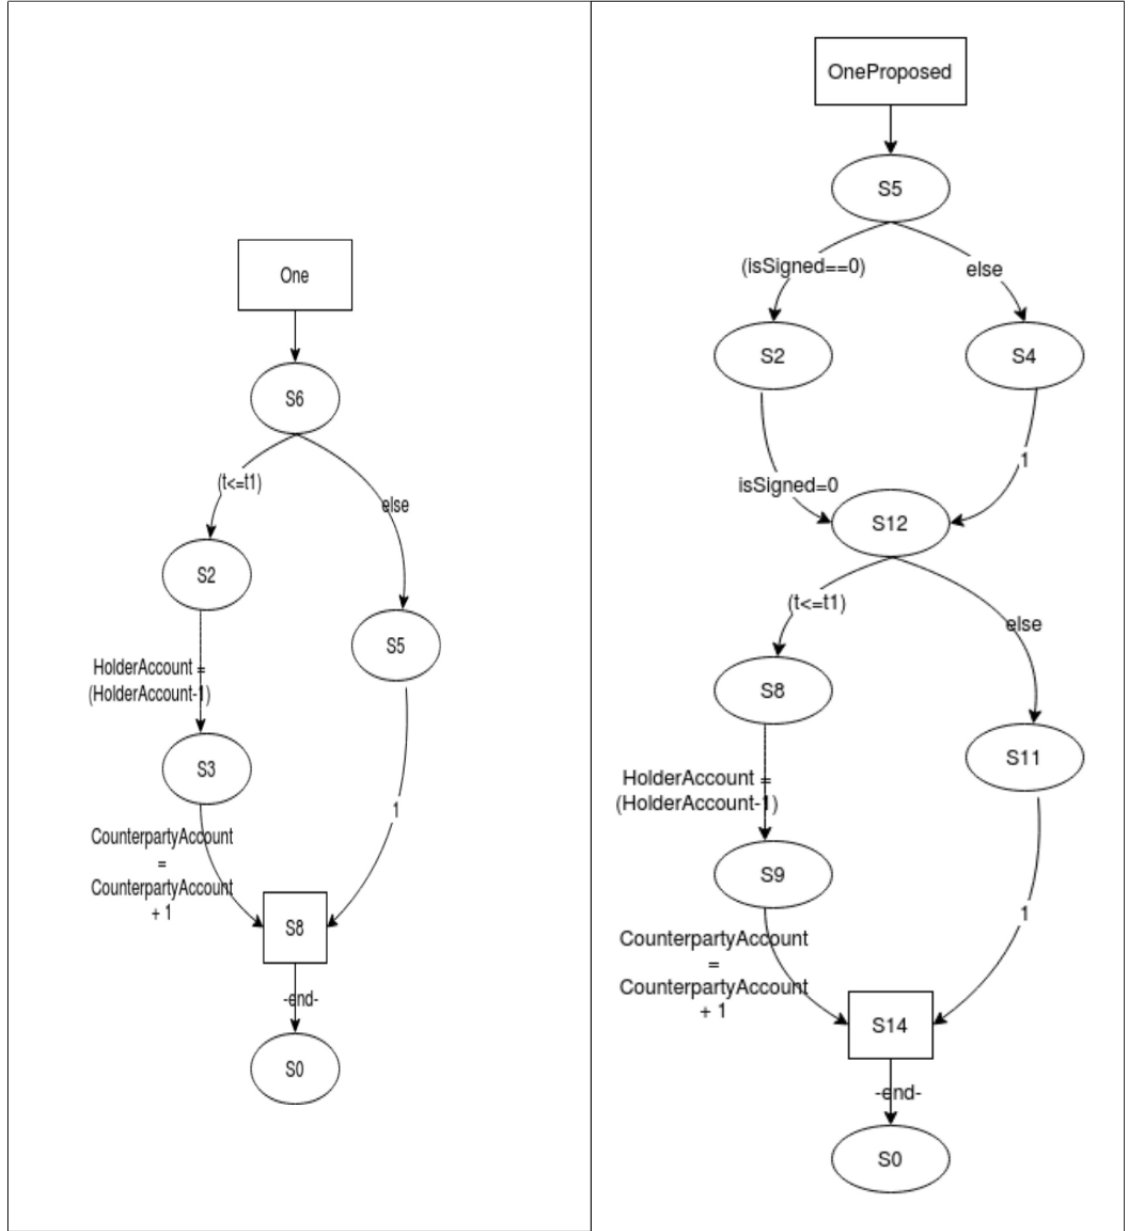 One
S6
(t<=t1)
else
S2
S5
HolderAccount =
(HolderAccount-1)
S3
1
CounterpartyAccount
=
CounterpartyAccount
+ 1
S8
-end-
S0
OneProposed
S5
(isSigned==0)
else
S2
S4
1
isSigned=0
S12
(t<=t1)
else
S8
S11
HolderAccount =
(HolderAccount-1)
S9
1
CounterpartyAccount
=
CounterpartyAccount
+ 1
S14
-end-
S0